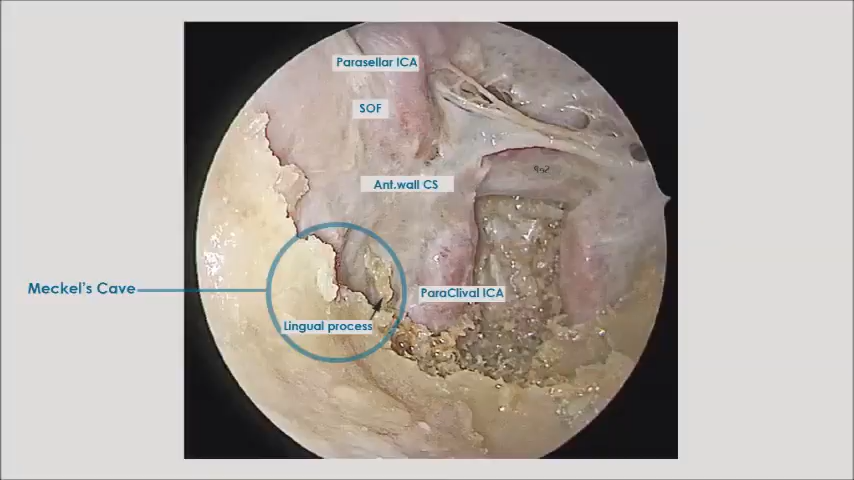 Parasellar ICA
SOF
Ant.wall CS
Meckel's Cave
ParaClival ICA
Lingual process